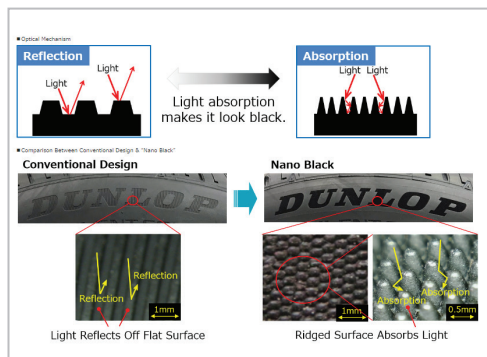 ■ Optical Mechanism
Reflection
Light
Light
Light absorption
makes it look black.
Absorption
Light
Light
■ Comparison Between Conventional Design & "Nano Black"
Conventional Design
Nano Black
DUNLOP
DUNLOP
Reflection
Reflection
1mm
Absorption
Absorption
1mm
0.5mm
Light Reflects Off Flat Surface
Ridged Surface Absorbs Light